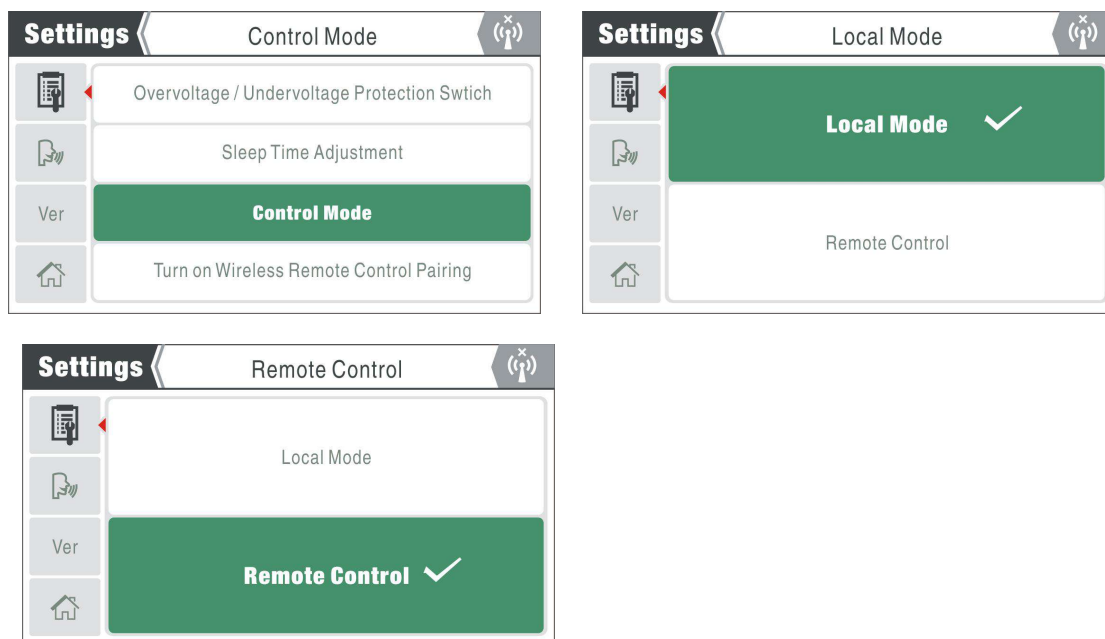 Settings
Control Mode
Overvoltage / Undervoltage Protection Swtich
Sleep Time Adjustment
Ver
Control Mode
Turn on Wireless Remote Control Pairing
Settings
Local Mode
Local Mode
Ver
Remote Control
Settings
Remote Control
Local Mode
Ver
Remote Control